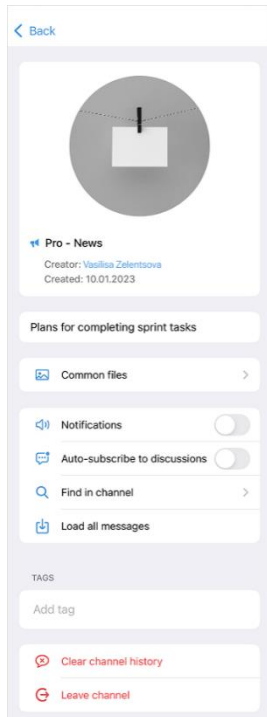 Back
Pro - News
Creator: Vasilisa Zelentsova
Created: 10.01.2023
Plans for completing sprint tasks
Common files
Notifications
Auto-subscribe to discussions
Find in channel
Load all messages
TAGS
Add tag
Clear channel history
Leave channel